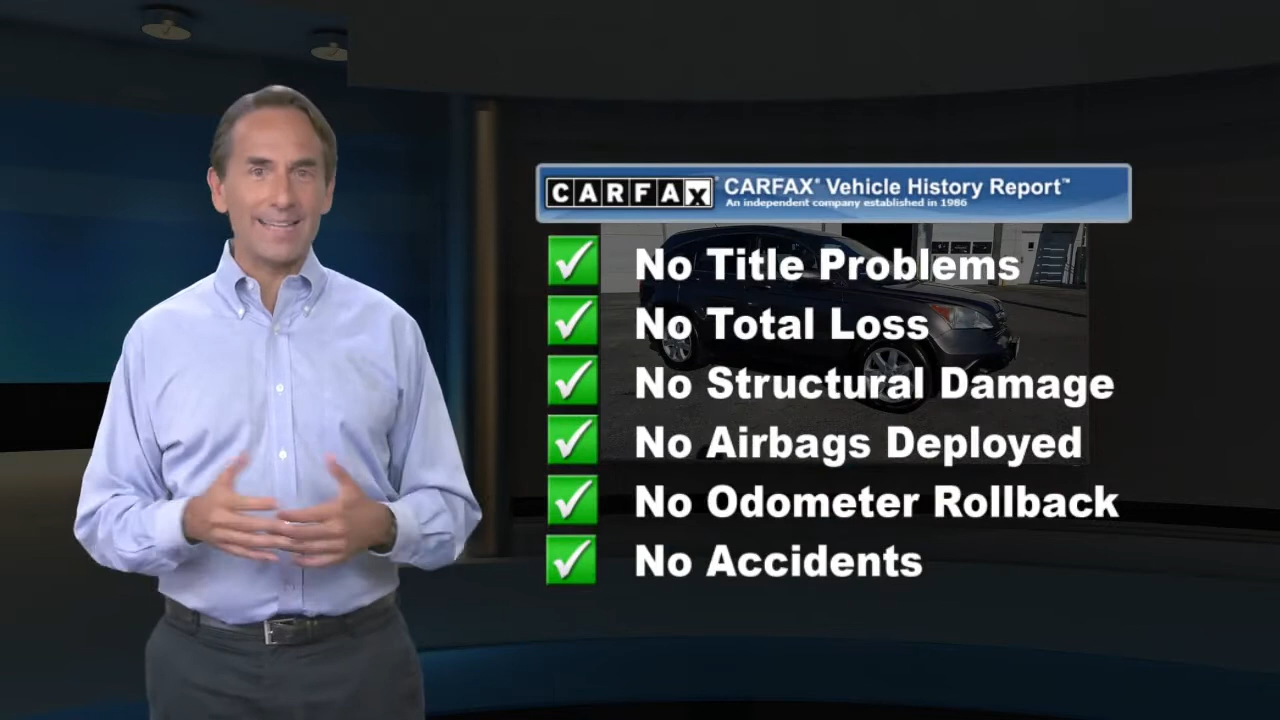 CARFAX
CARFAX® Vehicle History Report™
An independent company established in 1986
No Title Problems
No Total Loss
No Structural Damage
No Airbags Deployed
No Odometer Rollback
No Accidents